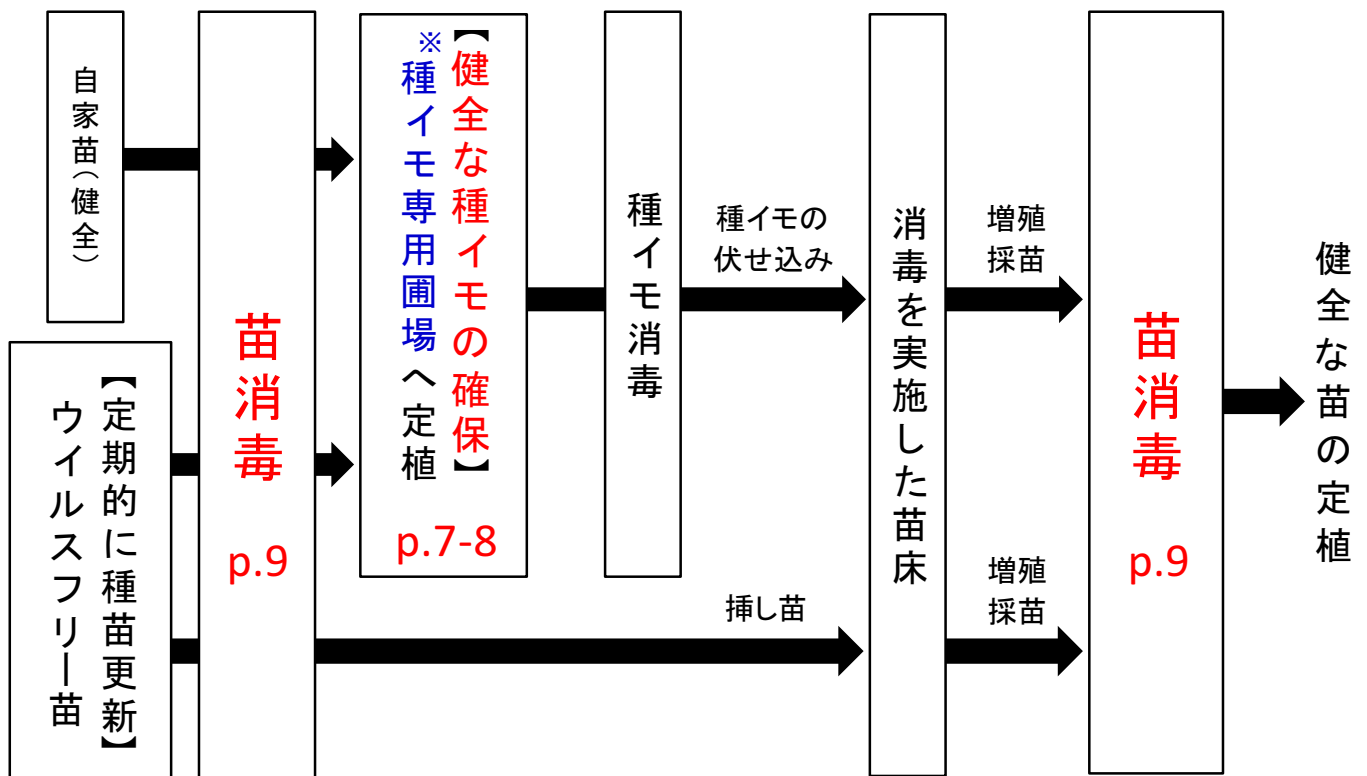 自家苗(健全)
【定期的に種苗更新】
ウイルスフリー苗
苗消毒
p.9
【健全な種イモの確保】
※種イモ専用圃場へ定植
p.7-8
種イモ消毒
種イモの
伏せ込み
挿し苗
消毒を実施した苗床
増殖
採苗
増殖
採苗
苗消毒
p.9
健全な苗の定植